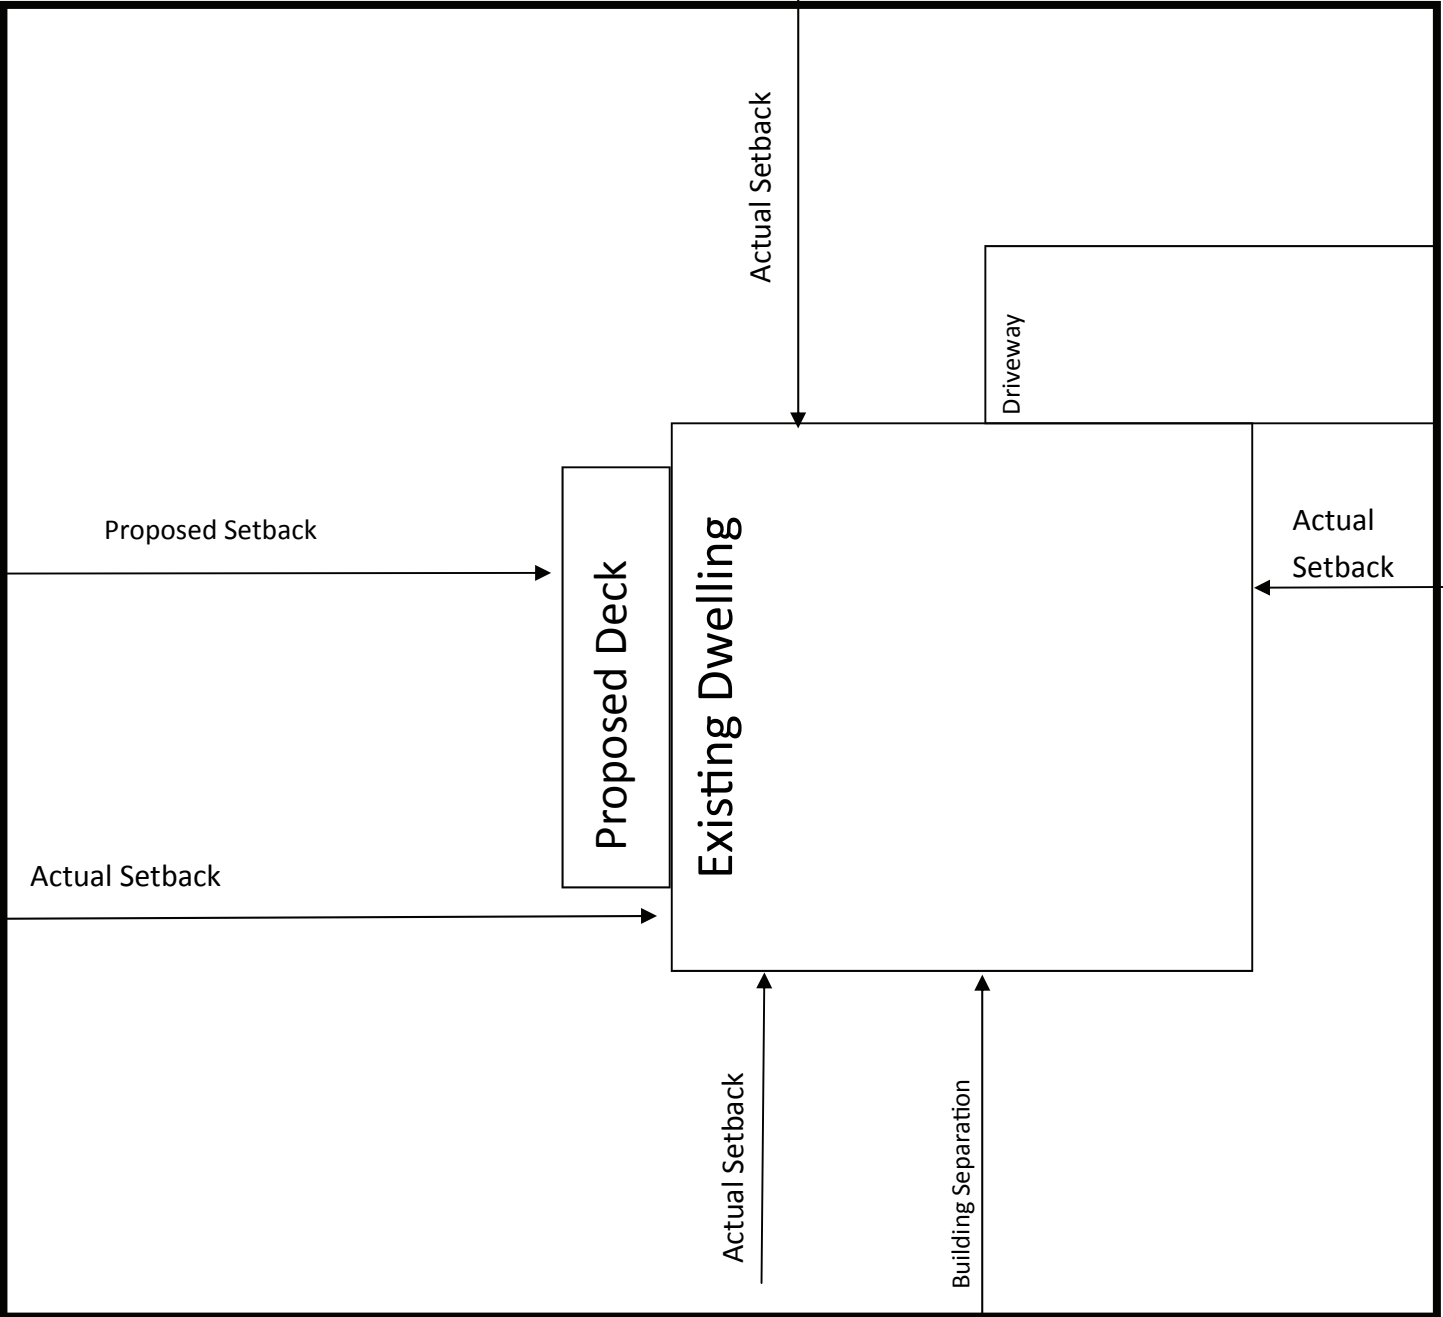 Actual Setback
Driveway
Proposed Setback
Actual
Setback
Proposed Deck
Existing Dwelling
Actual Setback
Actual Setback
Building Separation